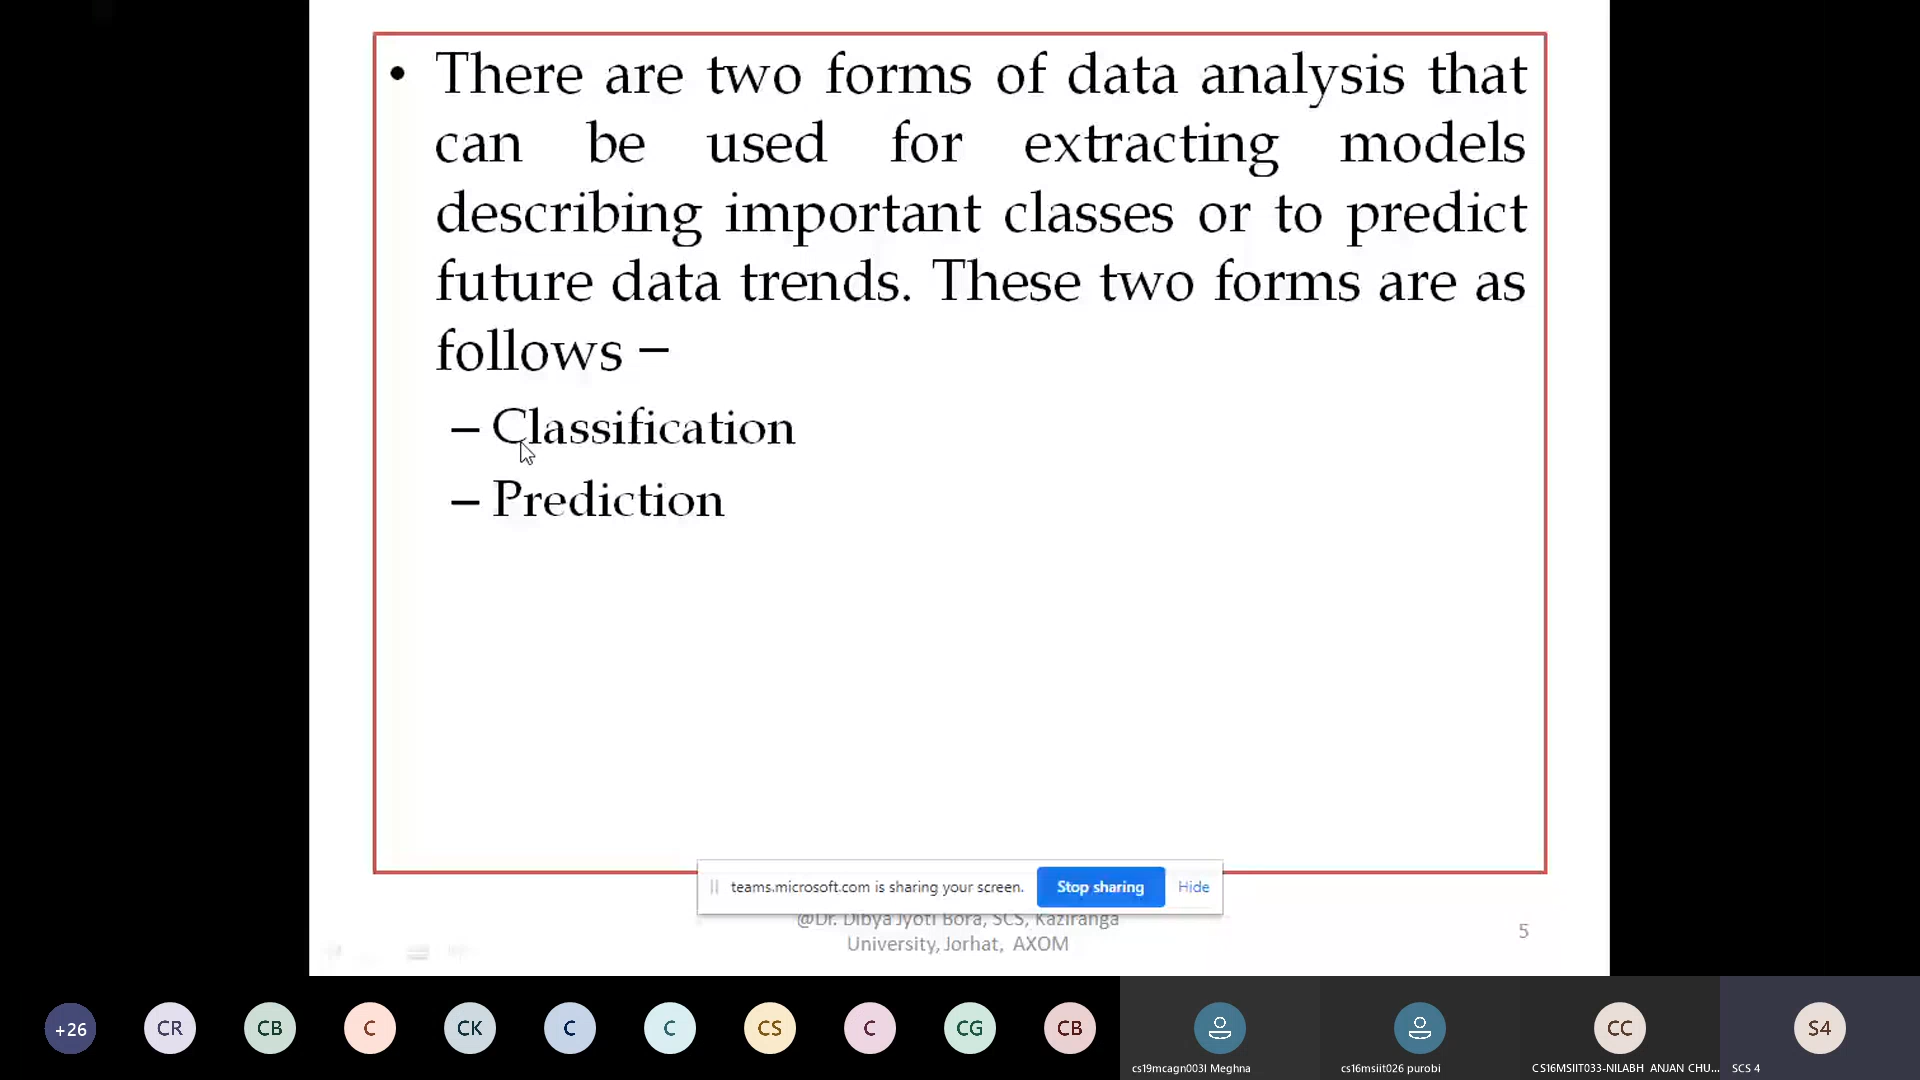 • There are two forms of data analysis that
can be used for extracting models
describing important classes or to predict
future data trends. These two forms are as
follows –
– Classification
– Prediction
teams.microsoft.com is sharing your screen. Stop sharing Hide
@Dr. Dibya Jyoti Bora, SCS, Kaziranga
University, Jorhat, AXOM
5
+26 CR CB C CK C C CS C CG CB CC S4
cs19mcagn003l Meghna cs16msiit026 purobi CS16MSIIT033-NILABH ANJAN CHU... SCS 4